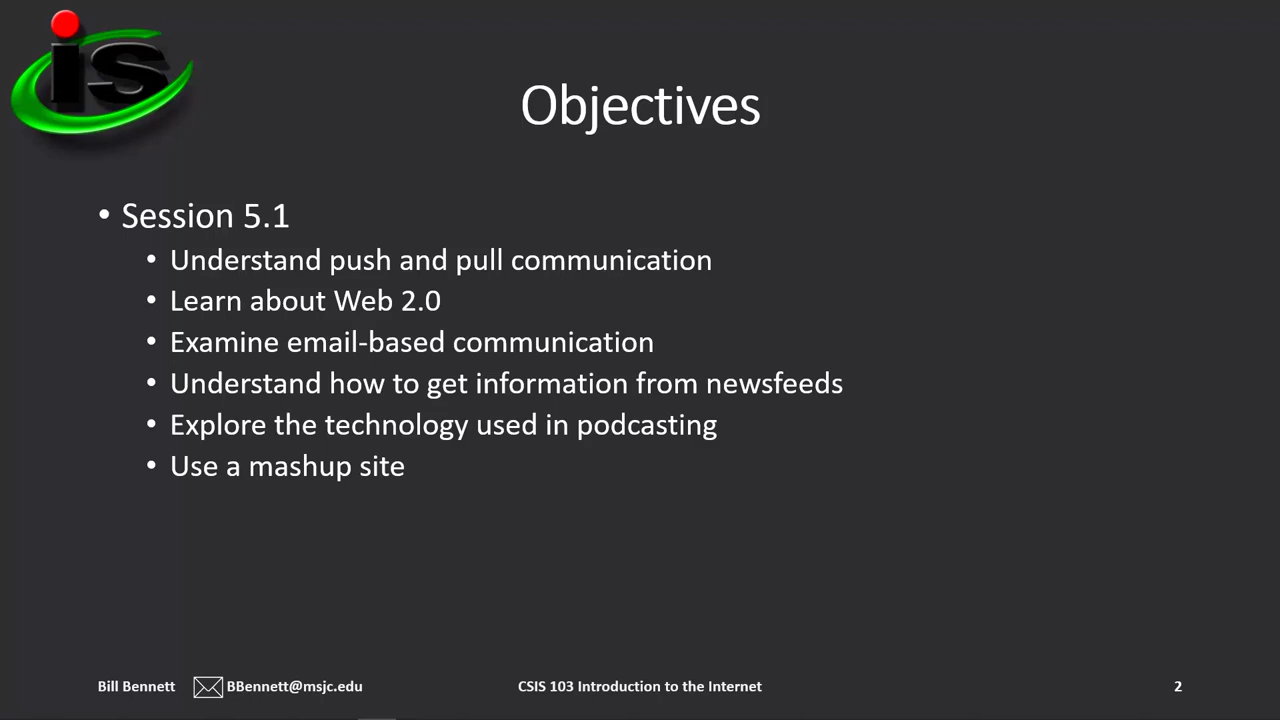 is
Objectives
• Session 5.1
• Understand push and pull communication
• Learn about Web 2.0
• Examine email-based communication
• Understand how to get information from newsfeeds
• Explore the technology used in podcasting
• Use a mashup site
Bill Bennett BBennett@msjc.edu CSIS 103 Introduction to the Internet 2